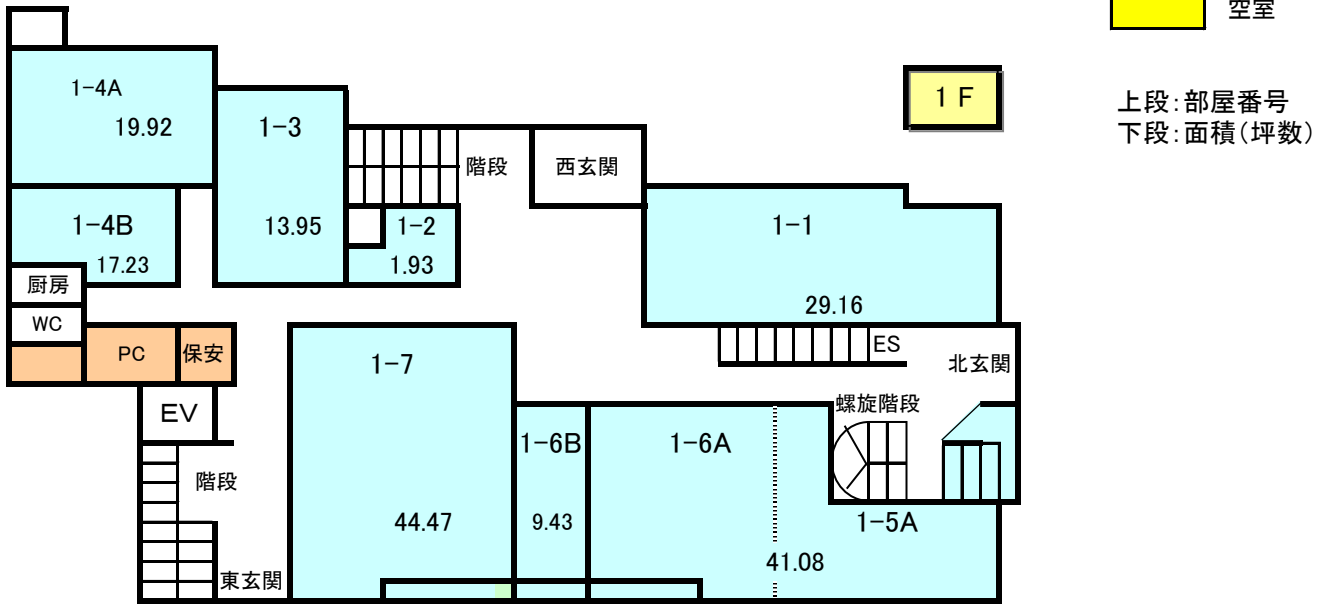 空室
1 F
上段：部屋番号
下段：面積（坪数）
1-4A
19.92
1-3
13.95
階段
西玄関
1-4B
17.23
1-2
1.93
1-1
29.16
厨房
WC
PC
保安
EV
階段
東玄関
1-7
44.47
ES
北玄関
螺旋階段
1-6B
9.43
1-6A
1-5A
41.08